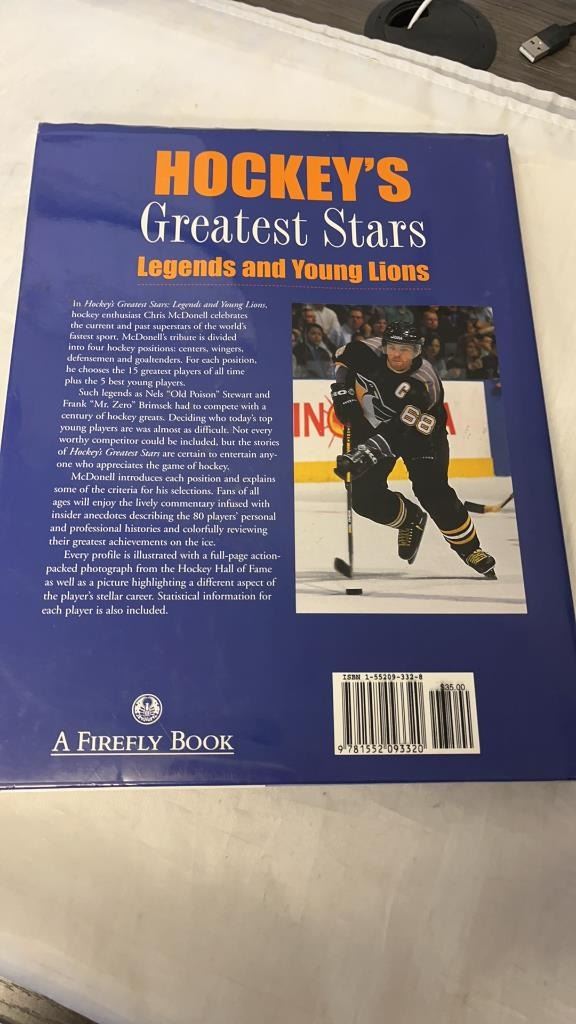 HOCKEY'S
Greatest Stars
Legends and Young Lions
In Hockey's Greatest Stars: Legends and Young Lions,
hockey enthusiast Chris McDonell celebrates
the current and past superstars of the world's
fastest sport. McDonell's tribute is divided
into four hockey positions: centers, wingers,
defensemen and goaltenders. For each position,
he chooses the 15 greatest players of all time
plus the 5 best young players.
Such legends as Nels "Old Poison" Stewart and
Frank "Mr. Zero" Brimsek had to compete with a
century of hockey greats. Deciding who today's top
young players are was almost as difficult. Not every
worthy competitor could be included, but the stories
of Hockey's Greatest Stars are certain to entertain any-
one who appreciates the game of hockey.
McDonell introduces each position and explains
some of the criteria for his selections. Fans of all
ages will enjoy the lively commentary infused with
insider anecdotes describing the 80 players' personal
and professional histories and colorfully reviewing
their greatest achievements on the ice.
Every profile is illustrated with a full-page action-
packed photograph from the Hockey Hall of Fame
as well as a picture highlighting a different aspect of
the player's stellar career. Statistical information for
each player is also included.
C
68
IN
A
A FIREFLY BOOK
ISBN 1-55209-332-8
$35.00
9 781552 093320